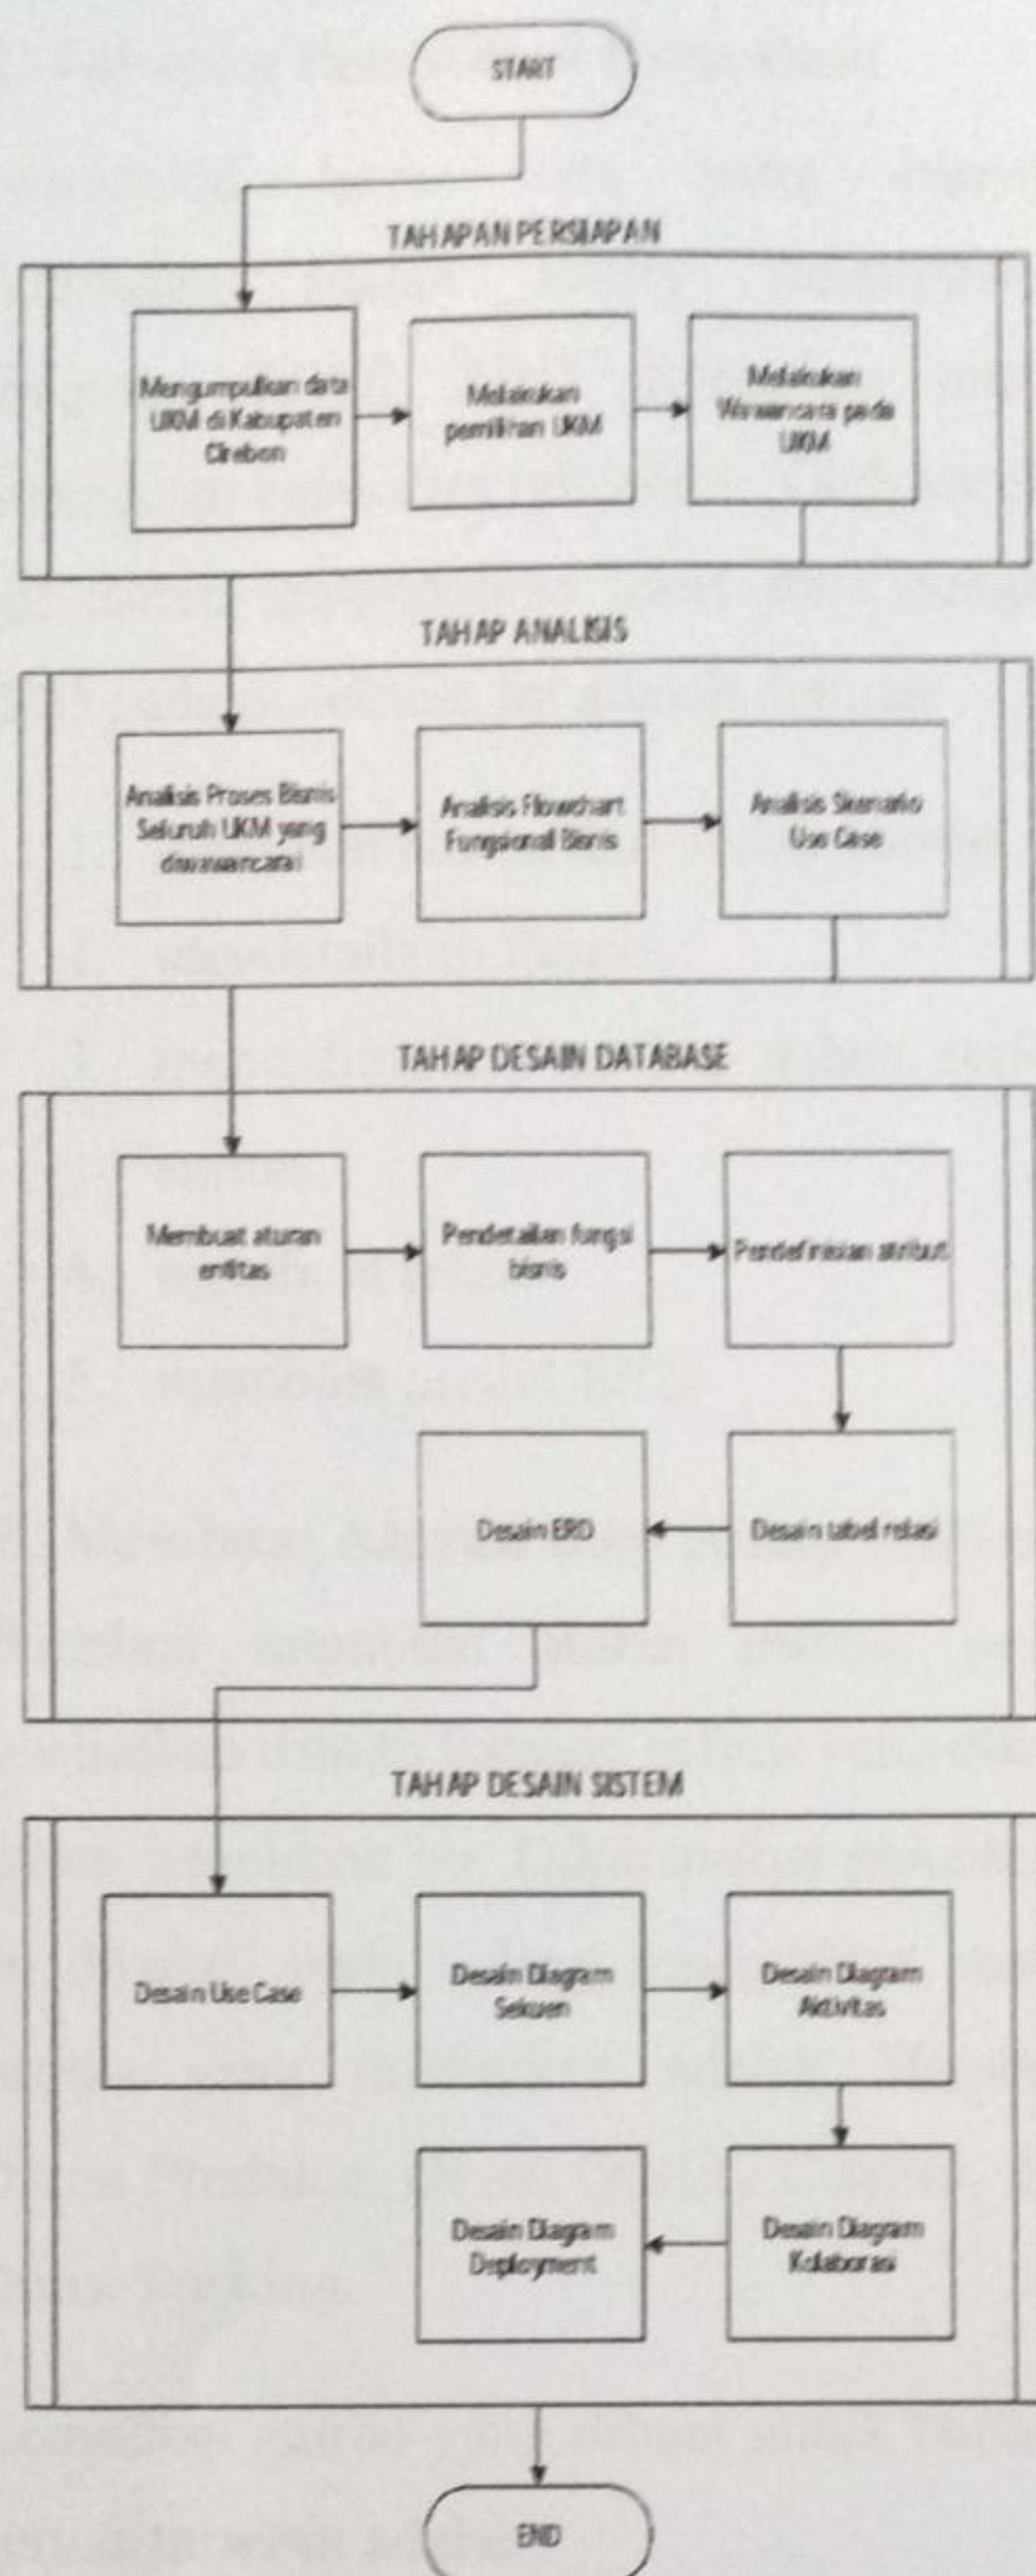 START
TAHAPAN PERSIAPAN
Mengumpulkan data
UKM di Kabupaten
Cirebon
Melakukan
pemilihan UKM
Melakukan
Wawancara pada
UKM
TAHAP ANALISIS
Analisis Proses Bisnis
Seluruh UKM yang
diwawancarai
Analisis Flowchart
Fungsional Bisnis
Analisis Skenario
Use Case
TAHAP DESAIN DATABASE
Membuat aturan
entitas
Pendetailan fungsi
bisnis
Pendefinisian atribut
Desain tabel relasi
Desain ERD
TAHAP DESAIN SISTEM
Desain Use Case
Desain Diagram
Sekuen
Desain Diagram
Aktivitas
Desain Diagram
Kolaborasi
Desain Diagram
Deployment
END